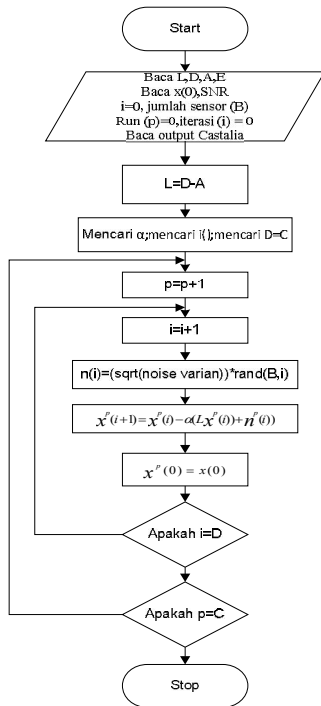 Start
Baca L,D,A,E
Baca x(0),SNR
i=0, jumlah sensor (B)
Run (p)=0,iterasi (i) = 0
Baca output Castalia
L=D-A
Mencari α;mencari i();mencari D=C
p=p+1
i=i+1
n(i)=(sqrt(noise varian))*rand(B,i)
x^p(i+1)=x^p(i)-α(Lx^p(i))+n^p(i))
x^p(0) = x(0)
Apakah i=D
Apakah p=C
Stop